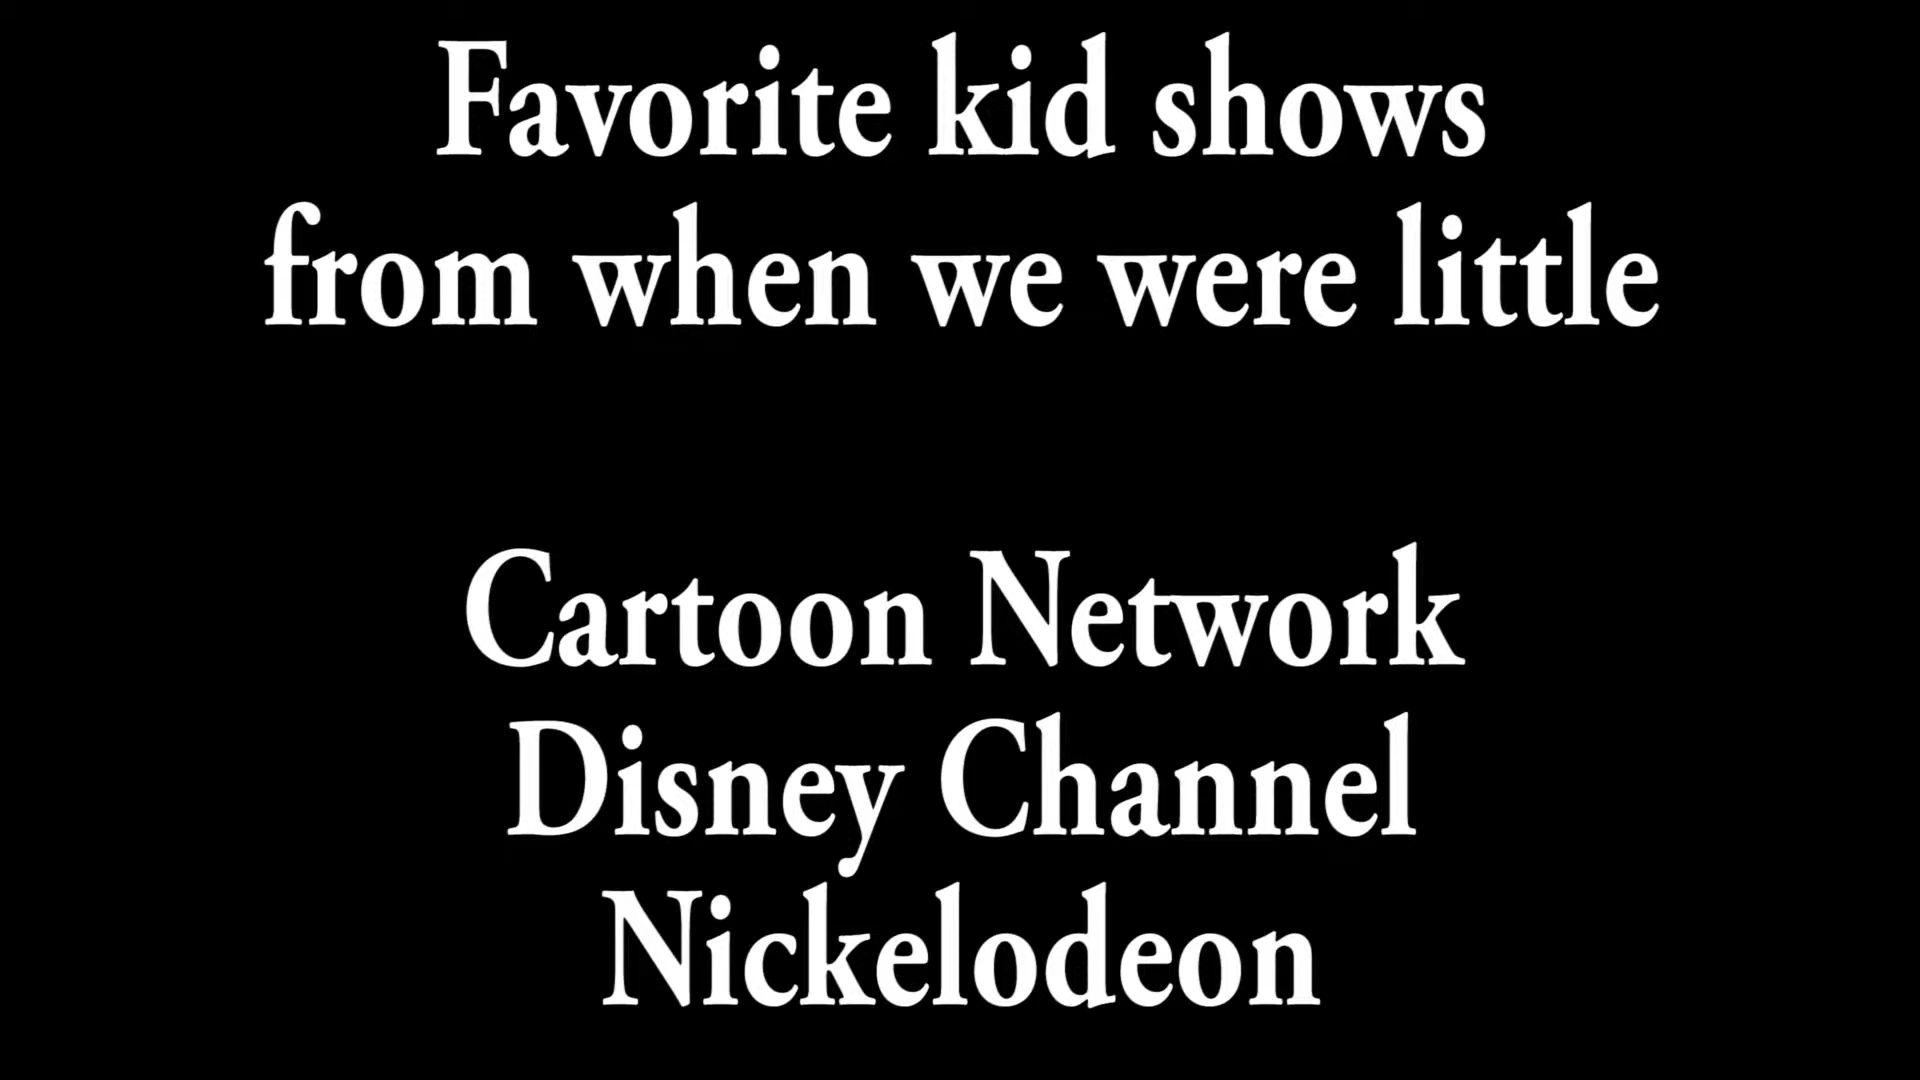 Favorite kid shows
from when we were little
Cartoon Network
Disney Channel
Nickelodeon